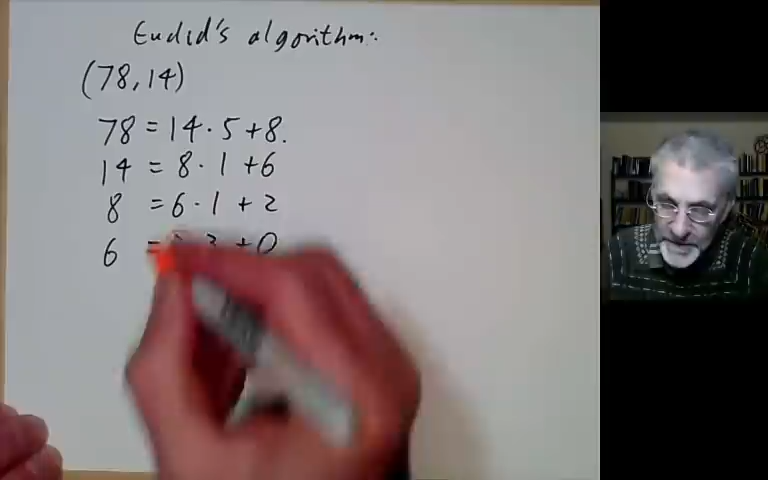 Euclid's algorithm:
(78, 14)
78 = 14 · 5 + 8.
14 = 8 · 1 + 6
8 = 6 · 1 + 2
6 = 3 + 0